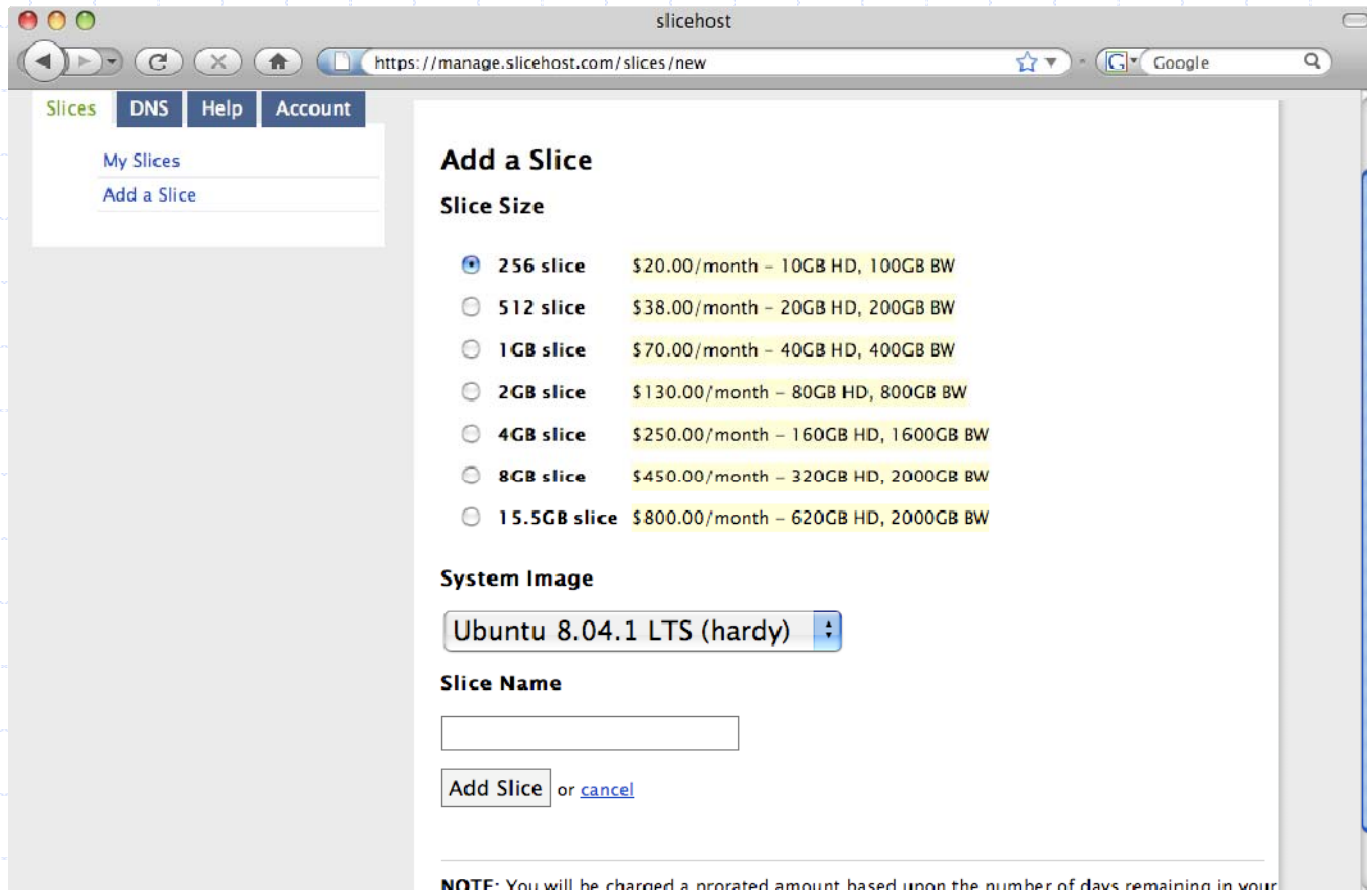 slicehost
https://manage.slicehost.com/slices/new
Google
Slices DNS Help Account
My Slices
Add a Slice
Add a Slice
Slice Size
256 slice $20.00/month – 10GB HD, 100GB BW
512 slice $38.00/month – 20GB HD, 200GB BW
1GB slice $70.00/month – 40GB HD, 400GB BW
2GB slice $130.00/month – 80GB HD, 800GB BW
4GB slice $250.00/month – 160GB HD, 1600GB BW
8GB slice $450.00/month – 320GB HD, 2000GB BW
15.5GB slice $800.00/month – 620GB HD, 2000GB BW
System Image
Ubuntu 8.04.1 LTS (hardy)
Slice Name
Add Slice or cancel
NOTE: You will be charged a prorated amount based upon the number of days remaining in your